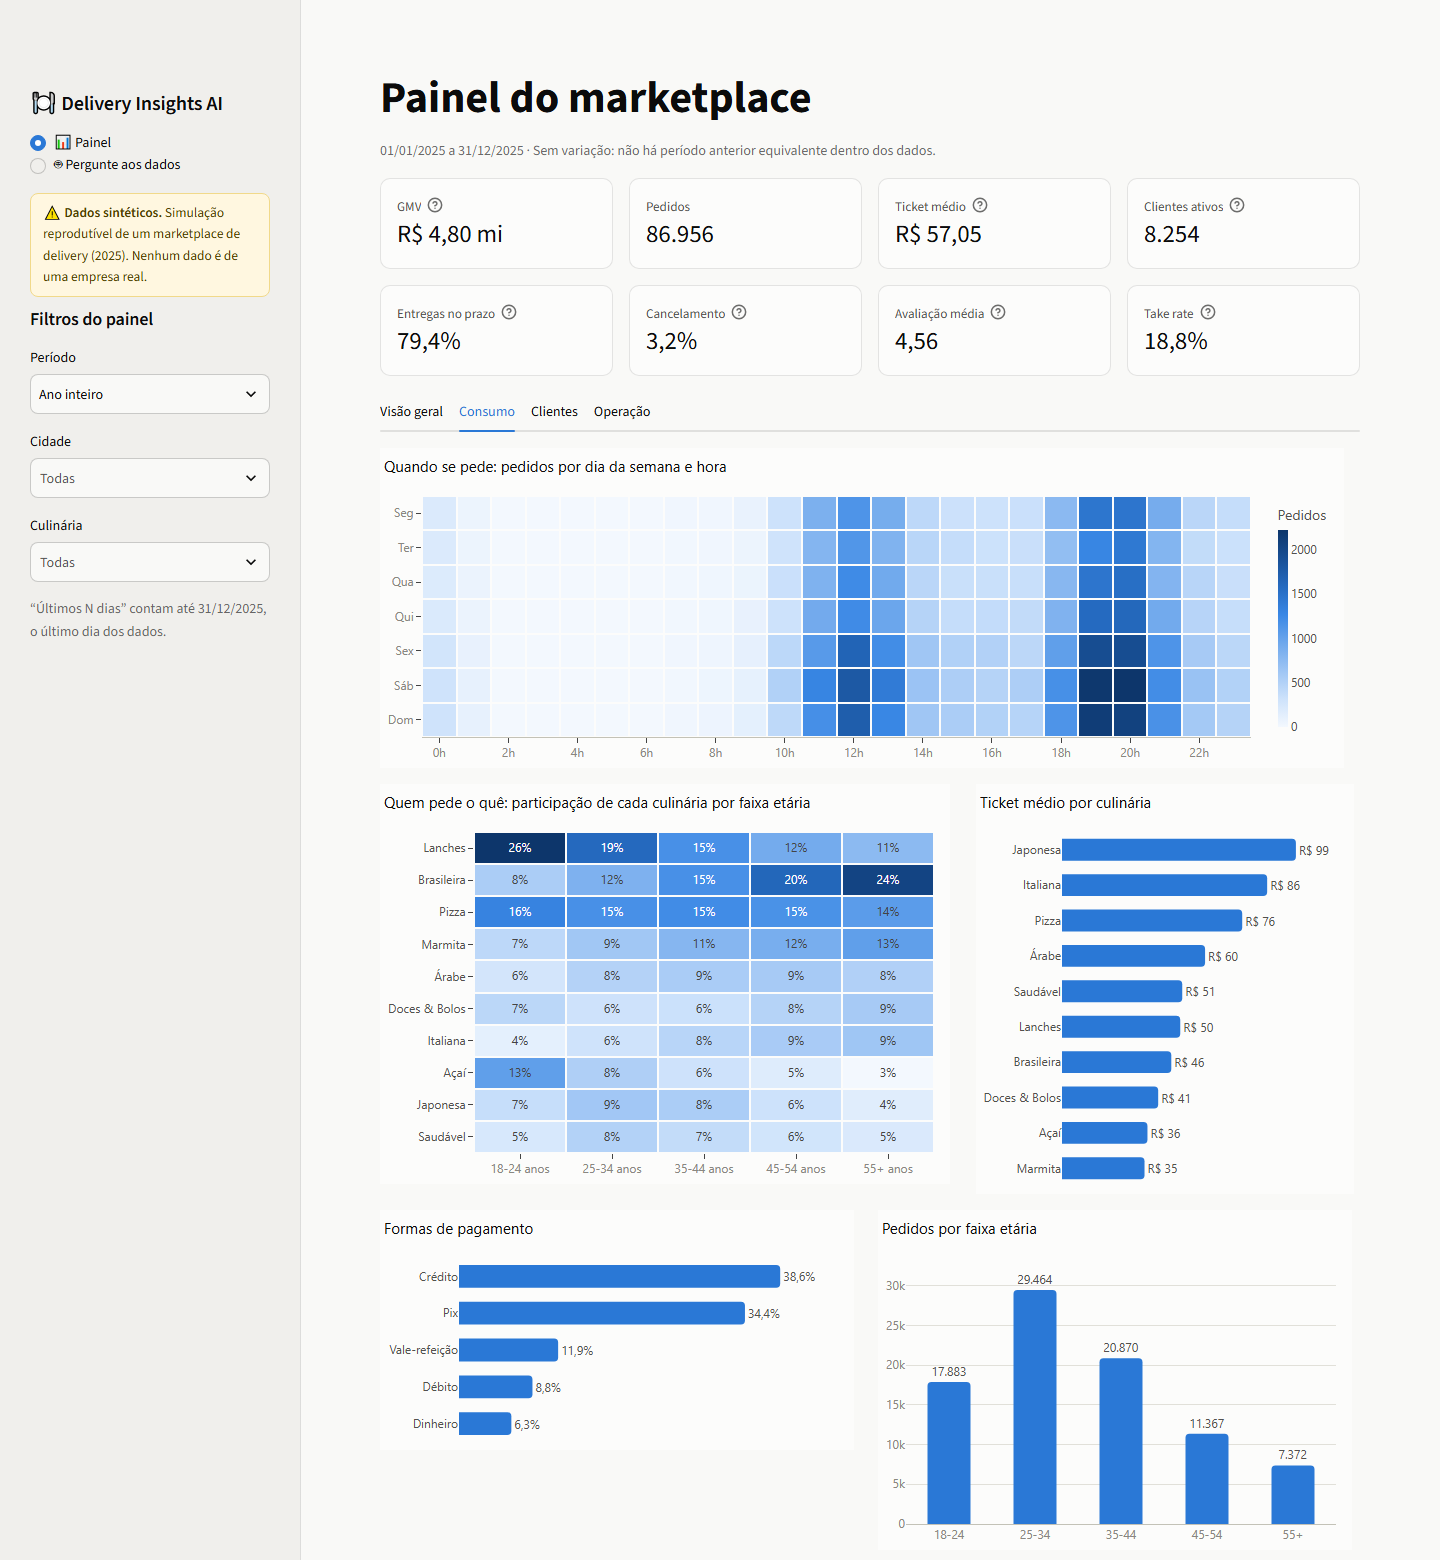 Delivery Insights AI
Painel
Pergunte aos dados
Dados sintéticos. Simulação
reprodutível de um marketplace de
delivery (2025). Nenhum dado é de
uma empresa real.
Filtros do painel
Período
Ano inteiro
Cidade
Todas
Culinária
Todas
“Últimos N dias” contam até 31/12/2025,
o último dia dos dados.
Painel do marketplace
01/01/2025 a 31/12/2025 · Sem variação: não há período anterior equivalente dentro dos dados.
GMV
R$ 4,80 mi
Pedidos
86.956
Ticket médio
R$ 57,05
Clientes ativos
8.254
Entregas no prazo
79,4%
Cancelamento
3,2%
Avaliação média
4,56
Take rate
18,8%
Visão geral Consumo Clientes Operação
Quando se pede: pedidos por dia da semana e hora
Seg
Ter
Qua
Qui
Sex
Sáb
Dom
0h 2h 4h 6h 8h 10h 12h 14h 16h 18h 20h 22h
Pedidos
2000
1500
1000
500
0
Quem pede o quê: participação de cada culinária por faixa etária
Lanches 26% 19% 15% 12% 11%
Brasileira 8% 12% 15% 20% 24%
Pizza 16% 15% 15% 15% 14%
Marmita 7% 9% 11% 12% 13%
Árabe 6% 8% 9% 9% 8%
Doces & Bolos 7% 6% 6% 8% 9%
Italiana 4% 6% 8% 9% 9%
Açaí 13% 8% 6% 5% 3%
Japonesa 7% 9% 8% 6% 4%
Saudável 5% 8% 7% 6% 5%
18-24 anos 25-34 anos 35-44 anos 45-54 anos 55+ anos
Ticket médio por culinária
Japonesa R$ 99
Italiana R$ 86
Pizza R$ 76
Árabe R$ 60
Saudável R$ 51
Lanches R$ 50
Brasileira R$ 46
Doces & Bolos R$ 41
Açaí R$ 36
Marmita R$ 35
Formas de pagamento
Crédito 38,6%
Pix 34,4%
Vale-refeição 11,9%
Débito 8,8%
Dinheiro 6,3%
Pedidos por faixa etária
30k
25k
20k
15k
10k
5k
0
17.883
29.464
20.870
11.367
7.372
18-24 25-34 35-44 45-54 55+